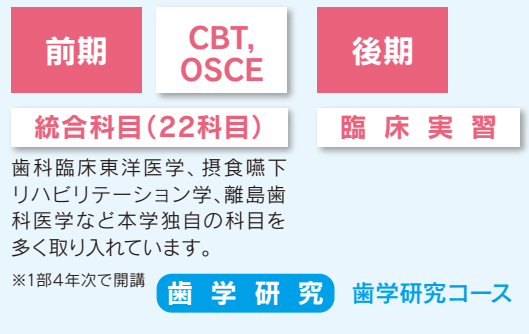 前期
CBT,
OSCE
後期
統合科目(22科目)
臨床実習
歯科臨床東洋医学、摂食嚥下
リハビリテーション学、離島歯
科医学など本学独自の科目を
多く取り入れています。
※1部4年次で開講
歯学研究
歯学研究コース